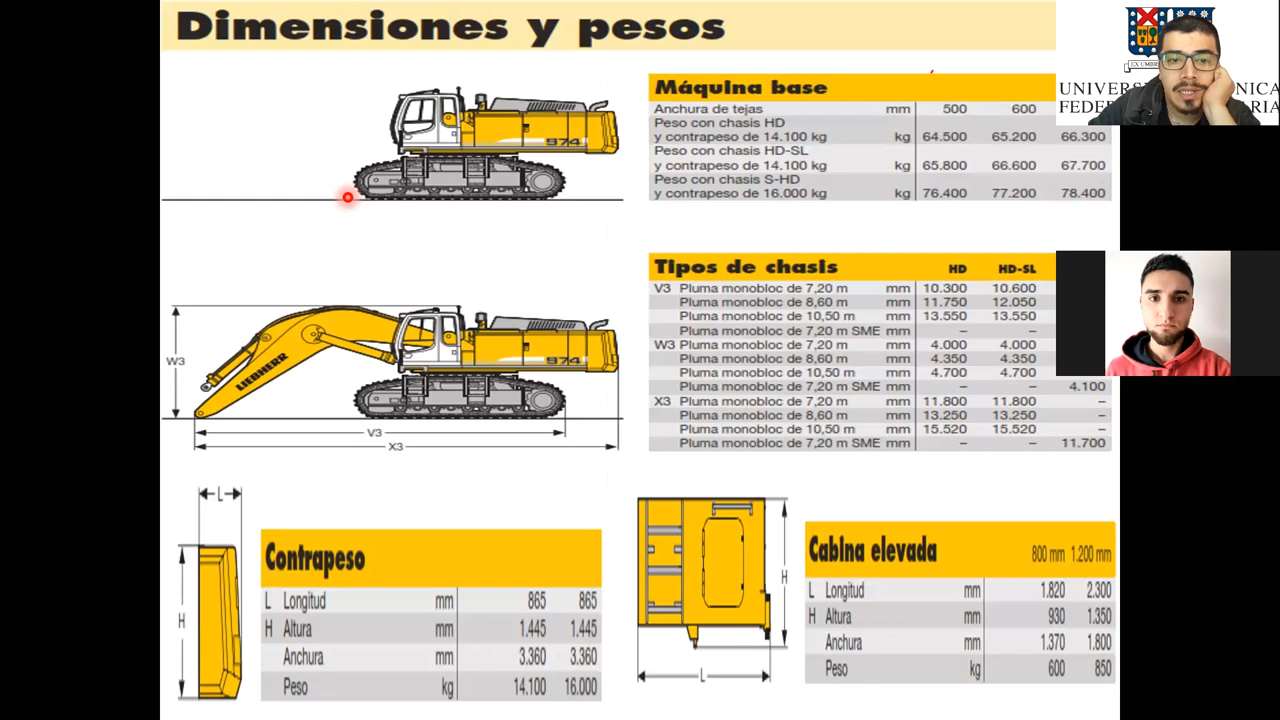 Dimensiones y pesos
EX UMBR
UNIVERS NICA
FEDER ARIA
Máquina base
Anchura de tejas mm 500 600
Peso con chasis HD
y contrapeso de 14.100 kg kg 64.500 65.200 66.300
Peso con chasis HD-SL
y contrapeso de 14.100 kg kg 65.800 66.600 67.700
Peso con chasis S-HD
y contrapeso de 16.000 kg kg 76.400 77.200 78.400
974
Tipos de chasis HD HD-SL
V3 Pluma monobloc de 7,20 m mm 10.300 10.600
Pluma monobloc de 8,60 m mm 11.750 12.050
Pluma monobloc de 10,50 m mm 13.550 13.550
Pluma monobloc de 7,20 m SME mm – –
W3 Pluma monobloc de 7,20 m mm 4.000 4.000
Pluma monobloc de 8,60 m mm 4.350 4.350
Pluma monobloc de 10,50 m mm 4.700 4.700
Pluma monobloc de 7,20 m SME mm – – 4.100
X3 Pluma monobloc de 7,20 m mm 11.800 11.800 –
Pluma monobloc de 8,60 m mm 13.250 13.250 –
Pluma monobloc de 10,50 m mm 15.520 15.520 –
Pluma monobloc de 7,20 m SME mm – – 11.700
W3
LIEBHERR
974
V3
X3
L
H
Contrapeso
L Longitud mm 865 865
H Altura mm 1.445 1.445
Anchura mm 3.360 3.360
Peso kg 14.100 16.000
H
L
Cabina elevada 800 mm 1.200 mm
L Longitud mm 1.820 2.300
H Altura mm 930 1.350
Anchura mm 1.370 1.800
Peso kg 600 850